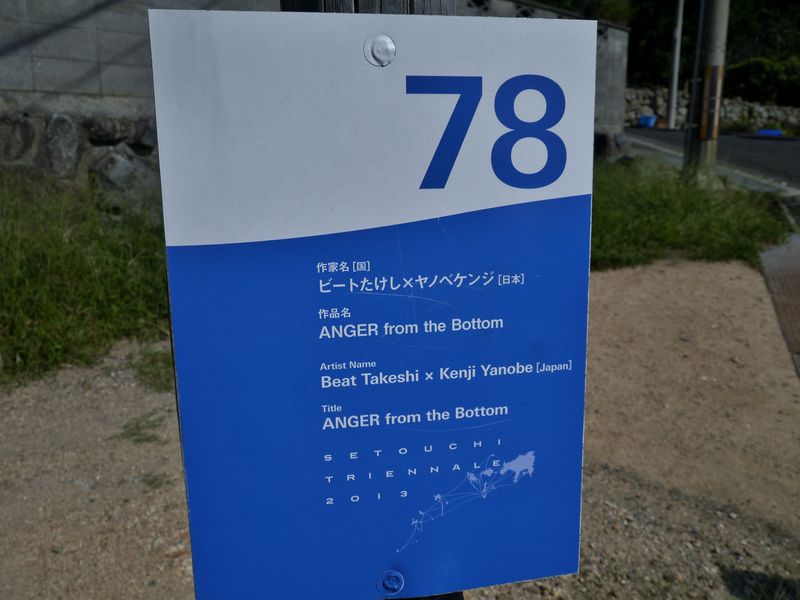 78
作家名 [国]
ビートたけし×ヤノベケンジ [日本]
作品名
ANGER from the Bottom
Artist Name
Beat Takeshi × Kenji Yanobe [Japan]
Title
ANGER from the Bottom
SETOUCHI
TRIENNALE
2013